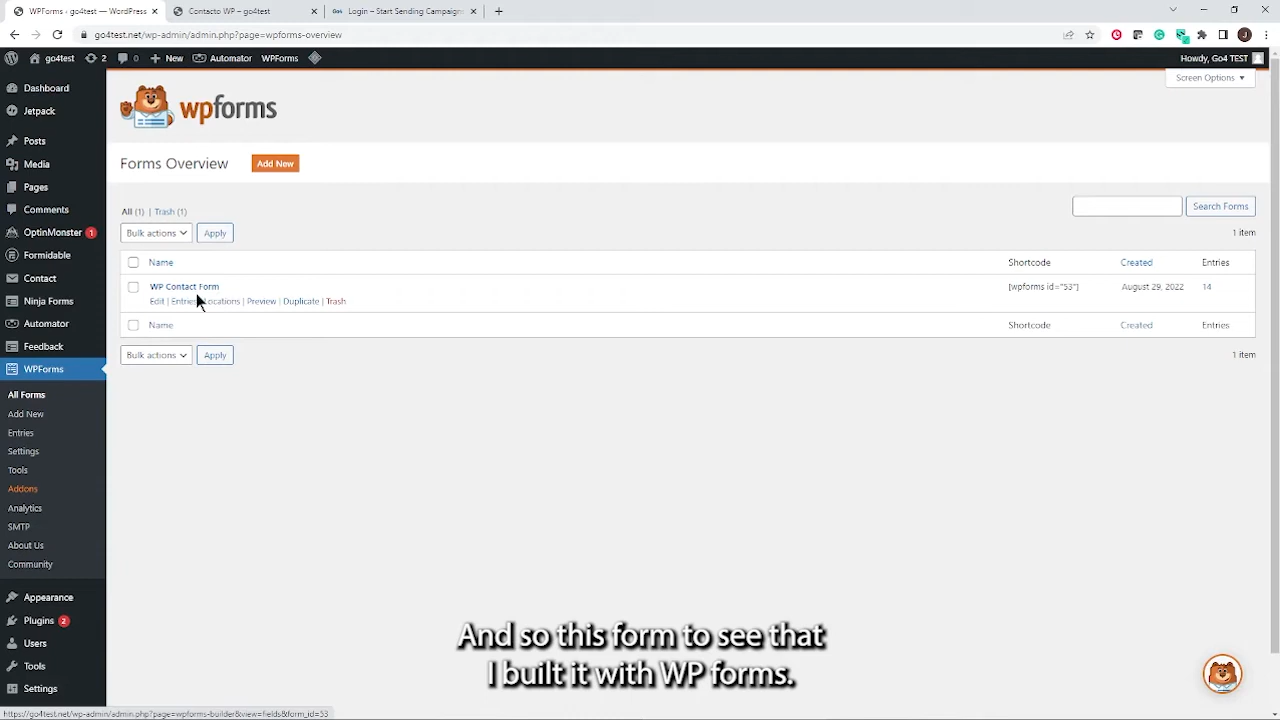 WPForms ‹ go4test — WordPress
Contacto WP – go4test
Go4 Login – Start Sending Campaigns
go4test.net/wp-admin/admin.php?page=wpforms-overview
J
go4test 2 0 New Automator WPForms
Howdy, Go4 TEST
Screen Options
wpforms
Forms Overview
Add New
Dashboard
Jetpack
Posts
Media
Pages
Comments
OptinMonster 1
Formidable
Contact
Ninja Forms
Automator
Feedback
WPForms
All Forms
Add New
Entries
Settings
Tools
Addons
Analytics
SMTP
About Us
Community
Appearance
Plugins 2
Users
Tools
Settings
All (1) | Trash (1)
Search Forms
Bulk actions Apply
1 item
Name Shortcode Created Entries
WP Contact Form [wpforms id="53"] August 29, 2022 14
Edit | Entries Locations | Preview | Duplicate | Trash
Name Shortcode Created Entries
Bulk actions Apply
1 item
And so this form to see that
I built it with WP forms.
https://go4test.net/wp-admin/admin.php?page=wpforms-builder&view=fields&form_id=53